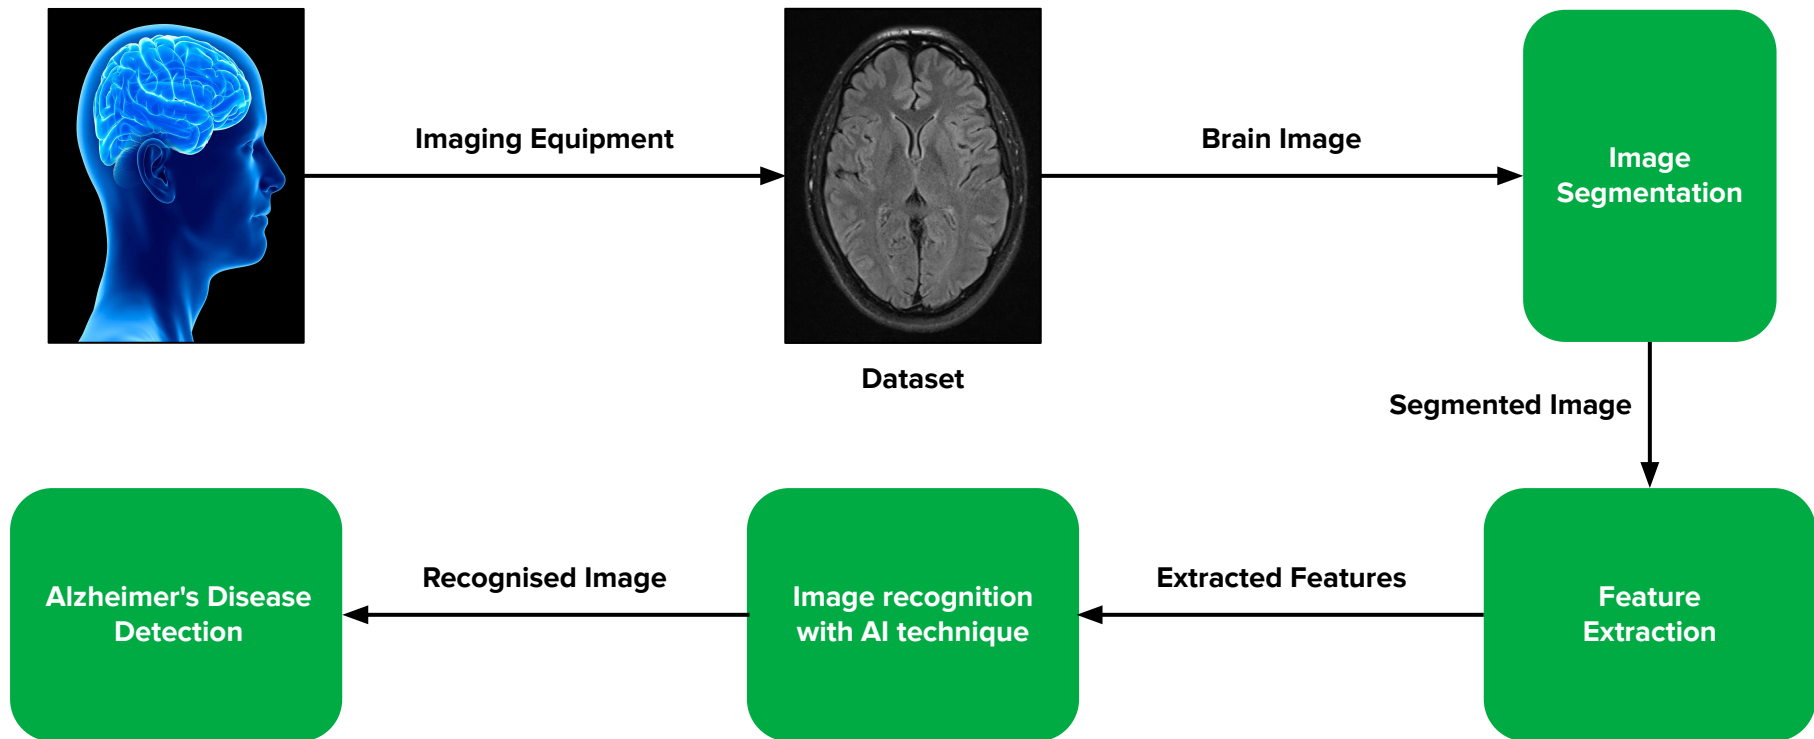 Imaging Equipment
Brain Image
Image
Segmentation
Dataset
Segmented Image
Alzheimer's Disease
Detection
Recognised Image
Image recognition
with AI technique
Extracted Features
Feature
Extraction